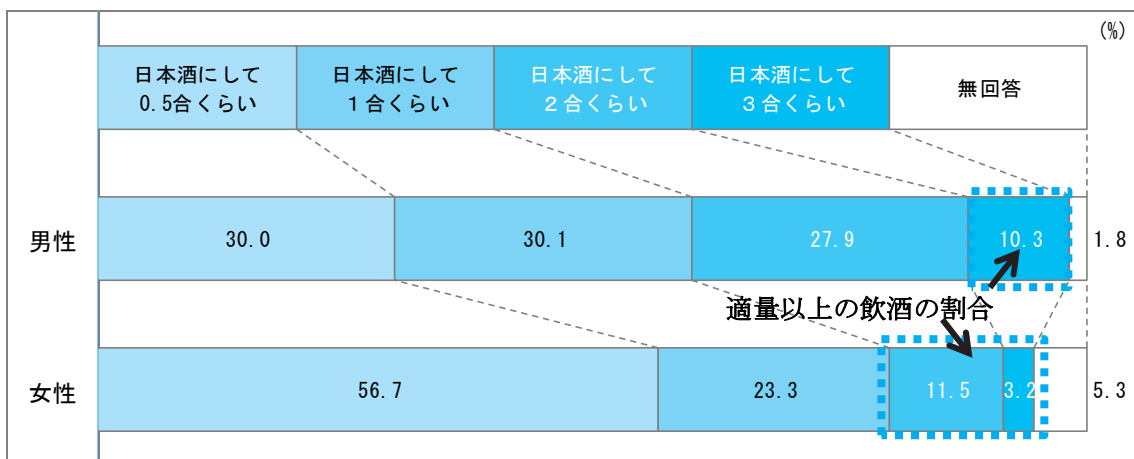 (%)
日本酒にして
0.5合くらい
日本酒にして
1合くらい
日本酒にして
2合くらい
日本酒にして
3合くらい
無回答
男性
30.0
30.1
27.9
10.3
1.8
適量以上の飲酒の割合
女性
56.7
23.3
11.5
3.2
5.3